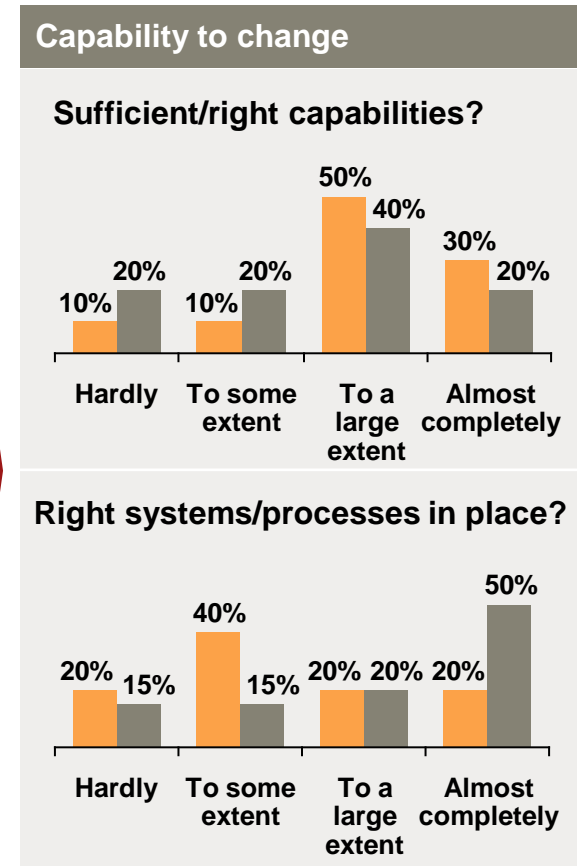 Capability to change
Sufficient/right capabilities?
50%
40%
30%
20%
20%
20%
10%
10%
Hardly
To some
extent
To a
large
extent
Almost
completely
Right systems/processes in place?
50%
40%
20%
15%
15%
20%
20%
20%
Hardly
To some
extent
To a
large
extent
Almost
completely